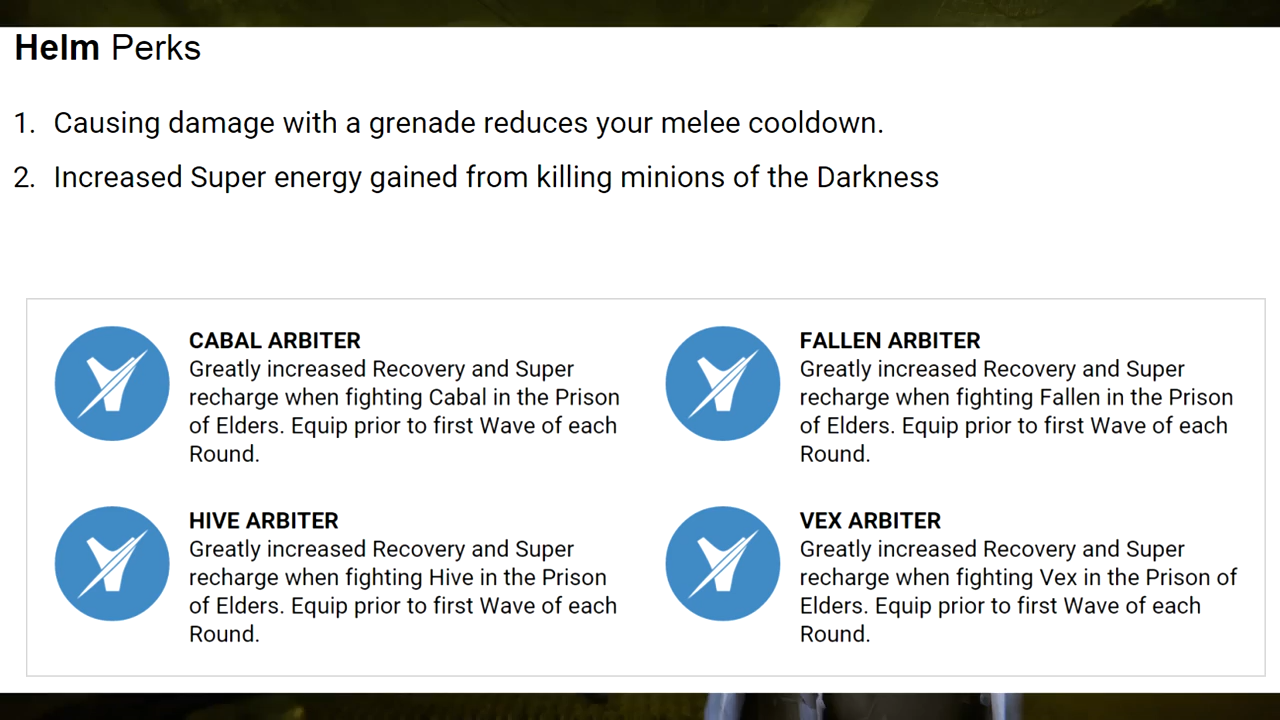 Helm Perks
1. Causing damage with a grenade reduces your melee cooldown.
2. Increased Super energy gained from killing minions of the Darkness
CABAL ARBITER
Greatly increased Recovery and Super
recharge when fighting Cabal in the Prison
of Elders. Equip prior to first Wave of each
Round.
FALLEN ARBITER
Greatly increased Recovery and Super
recharge when fighting Fallen in the Prison
of Elders. Equip prior to first Wave of each
Round.
HIVE ARBITER
Greatly increased Recovery and Super
recharge when fighting Hive in the Prison
of Elders. Equip prior to first Wave of each
Round.
VEX ARBITER
Greatly increased Recovery and Super
recharge when fighting Vex in the Prison of
Elders. Equip prior to first Wave of each
Round.